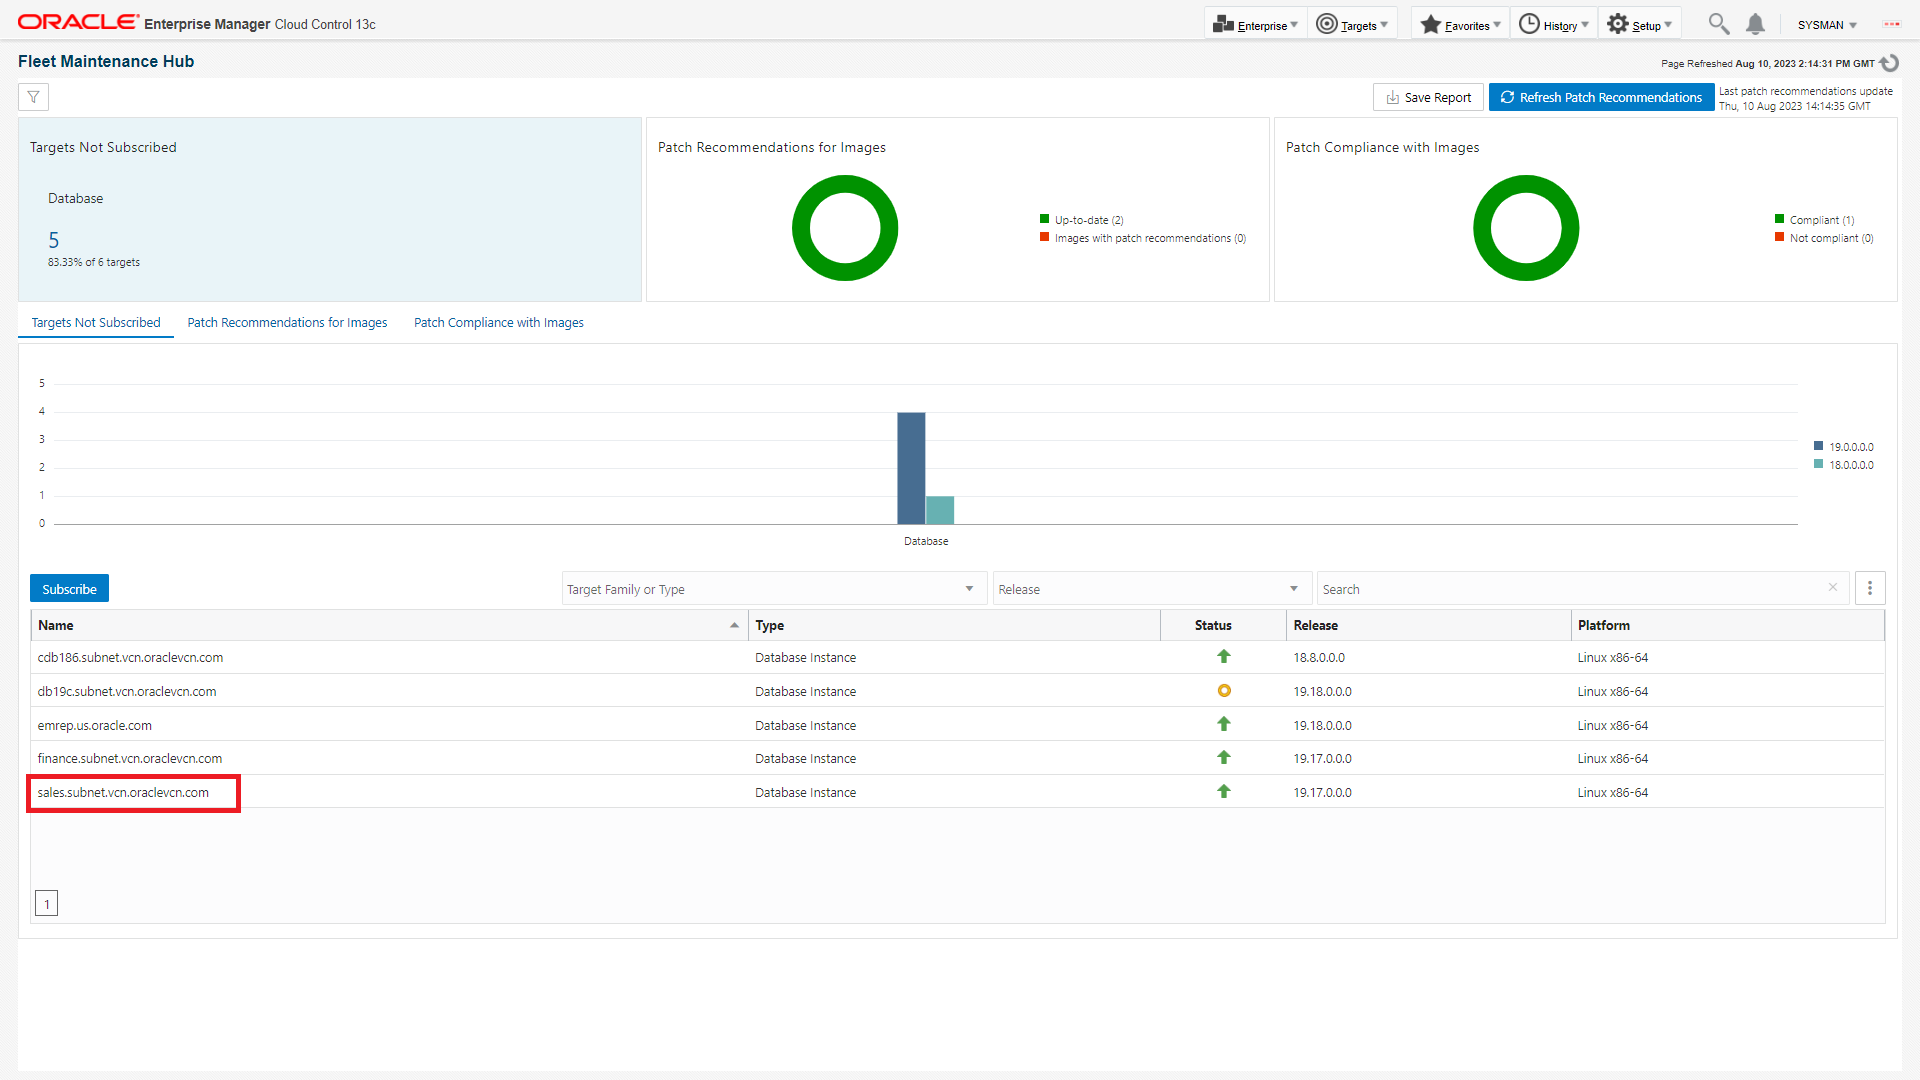 ORACLE Enterprise Manager Cloud Control 13c
Enterprise Targets Favorites History Setup SYSMAN
Fleet Maintenance Hub
Page Refreshed Aug 10, 2023 2:14:31 PM GMT
Save Report
Refresh Patch Recommendations
Last patch recommendations update
Thu, 10 Aug 2023 14:14:35 GMT
Targets Not Subscribed
Database
5
83.33% of 6 targets
Patch Recommendations for Images
Up-to-date (2)
Images with patch recommendations (0)
Patch Compliance with Images
Compliant (1)
Not compliant (0)
Targets Not Subscribed Patch Recommendations for Images Patch Compliance with Images
5
4
3
2
1
0
Database
19.0.0.0.0
18.0.0.0.0
Subscribe Target Family or Type Release Search
Name Type Status Release Platform
cdb186.subnet.vcn.oraclevcn.com Database Instance 18.8.0.0.0 Linux x86-64
db19c.subnet.vcn.oraclevcn.com Database Instance 19.18.0.0.0 Linux x86-64
emrep.us.oracle.com Database Instance 19.18.0.0.0 Linux x86-64
finance.subnet.vcn.oraclevcn.com Database Instance 19.17.0.0.0 Linux x86-64
sales.subnet.vcn.oraclevcn.com Database Instance 19.17.0.0.0 Linux x86-64
1